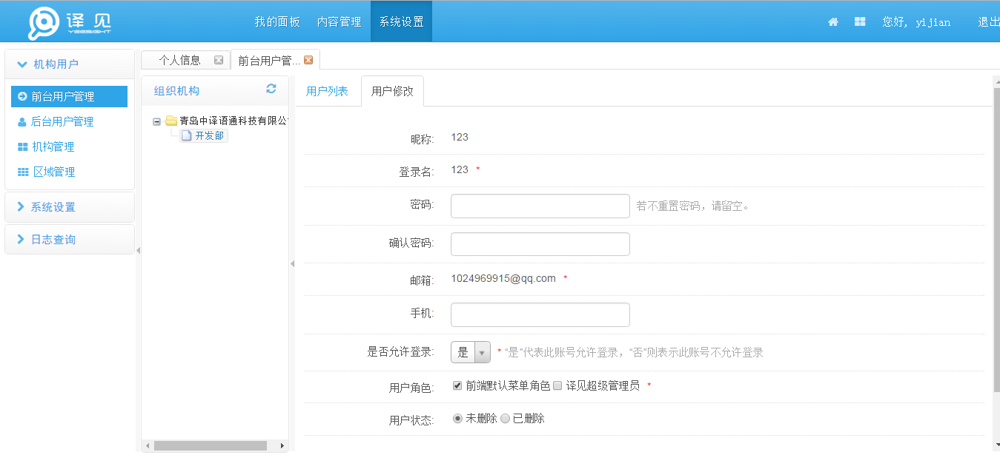 译见 YEESIGHT 我的面板 内容管理 系统设置 您好, yijian 退出
机构用户
前台用户管理
后台用户管理
机构管理
区域管理
系统设置
日志查询
个人信息 前台用户管...
组织机构
青岛中译语通科技有限公
开发部
用户列表 用户修改
昵称: 123
登录名: 123 *
密码: 若不重置密码，请留空。
确认密码:
邮箱: 1024969915@qq.com *
手机:
是否允许登录: 是 * “是”代表此账号允许登录，“否”则表示此账号不允许登录
用户角色: 前端默认菜单角色 译见超级管理员 *
用户状态: 未删除 已删除